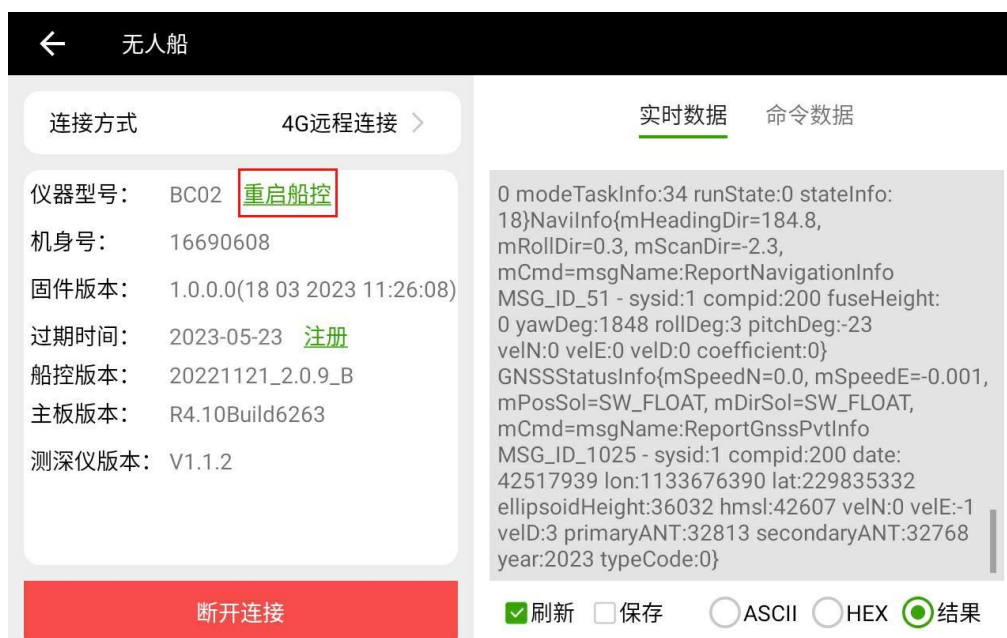 无人船
连接方式 4G远程连接
仪器型号： BC02 重启船控
机身号： 16690608
固件版本： 1.0.0.0(18 03 2023 11:26:08)
过期时间： 2023-05-23 注册
船控版本： 20221121_2.0.9_B
主板版本： R4.10Build6263
测深仪版本： V1.1.2
断开连接
实时数据 命令数据
0 modeTaskInfo:34 runState:0 stateInfo:
18}NaviInfo{mHeadingDir=184.8,
mRollDir=0.3, mScanDir=-2.3,
mCmd=msgName:ReportNavigationInfo
MSG_ID_51 - sysid:1 compid:200 fuseHeight:
0 yawDeg:1848 rollDeg:3 pitchDeg:-23
velN:0 velE:0 velD:0 coefficient:0}
GNSSStatusInfo{mSpeedN=0.0, mSpeedE=-0.001,
mPosSol=SW_FLOAT, mDirSol=SW_FLOAT,
mCmd=msgName:ReportGnssPvtInfo
MSG_ID_1025 - sysid:1 compid:200 date:
42517939 lon:1133676390 lat:229835332
ellipsoidHeight:36032 hmsl:42607 velN:0 velE:-1
velD:3 primaryANT:32813 secondaryANT:32768
year:2023 typeCode:0}
刷新 保存 ASCII HEX 结果